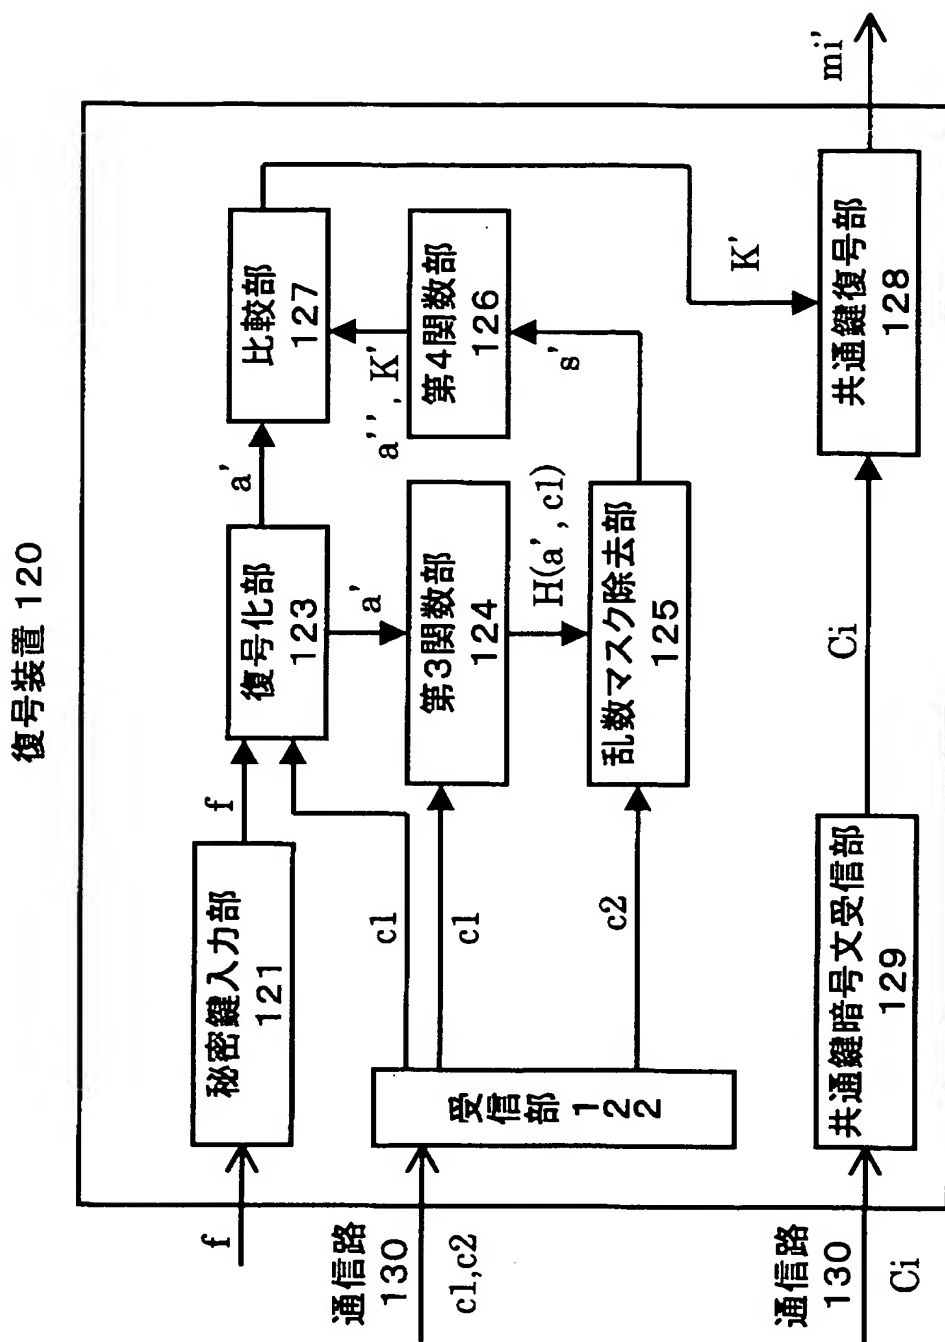 復号装置 120
f
秘密鍵入力部
121
f
復号化部
123
a'
比較部
127
通信路
130
c1,c2
受信部 122
c1
c1
a'
第3関数部
124
a'', K'
第4関数部
126
H(a', c1)
s'
c2
乱数マスク除去部
125
K'
通信路
130
Ci
共通鍵暗号文受信部
129
Ci
共通鍵復号部
128
mi'